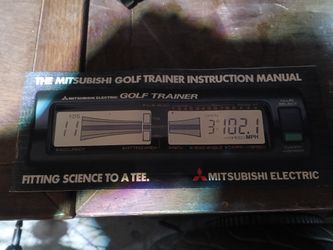 THE MITSUBISHI GOLF TRAINER INSTRUCTION MANUAL
MITSUBISHI ELECTRIC GOLF TRAINER
105
11
3° 102.1
MPH
FITTING SCIENCE TO A TEE.
MITSUBISHI ELECTRIC